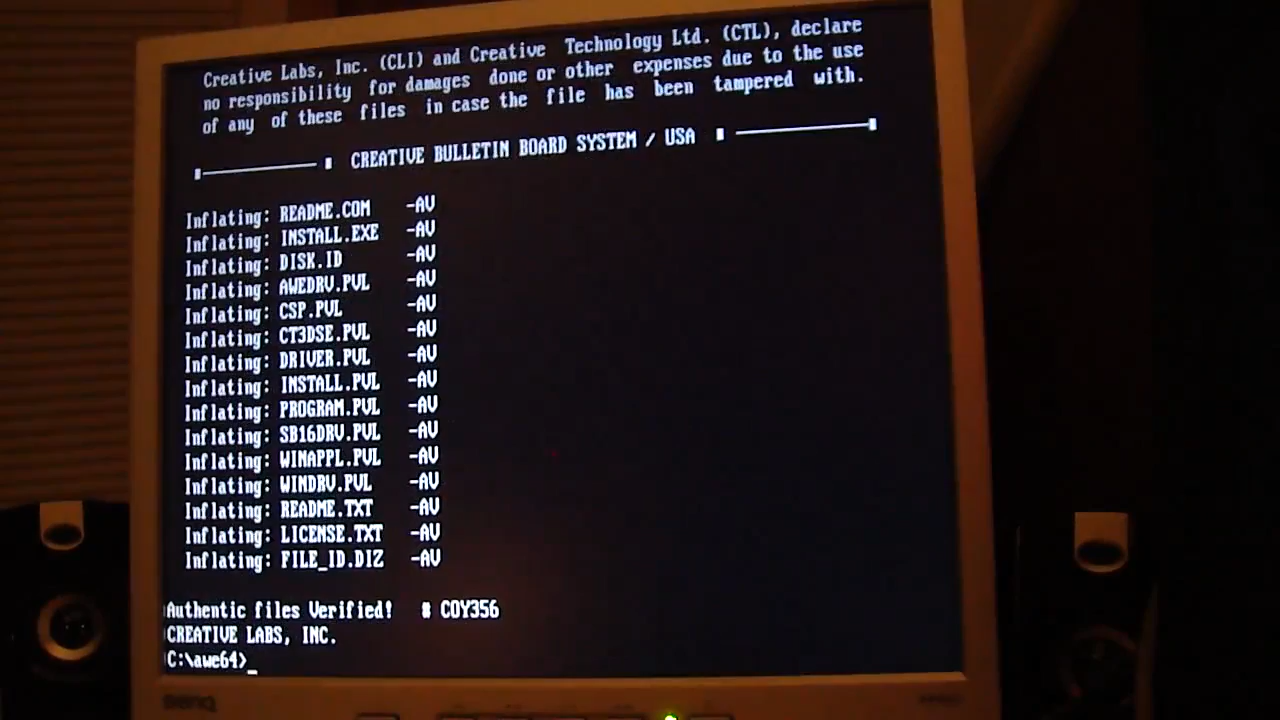 Creative Labs, Inc. (CLI) and Creative Technology Ltd. (CTL), declare
no responsibility for damages done or other expenses due to the use
of any of these files in case the file has been tampered with.
CREATIVE BULLETIN BOARD SYSTEM / USA
Inflating: README.COM -AV
Inflating: INSTALL.EXE -AV
Inflating: DISK.ID -AV
Inflating: AWEDRV.PVL -AV
Inflating: CSP.PVL -AV
Inflating: CT3DSE.PVL -AV
Inflating: DRIVER.PVL -AV
Inflating: INSTALL.PVL -AV
Inflating: PROGRAM.PVL -AV
Inflating: SB16DRV.PVL -AV
Inflating: WINAPPL.PVL -AV
Inflating: WINDRV.PVL -AV
Inflating: README.TXT -AV
Inflating: LICENSE.TXT -AV
Inflating: FILE_ID.DIZ -AV
Authentic files Verified! # COY356
CREATIVE LABS, INC.
C:\awe64>_
BenQ